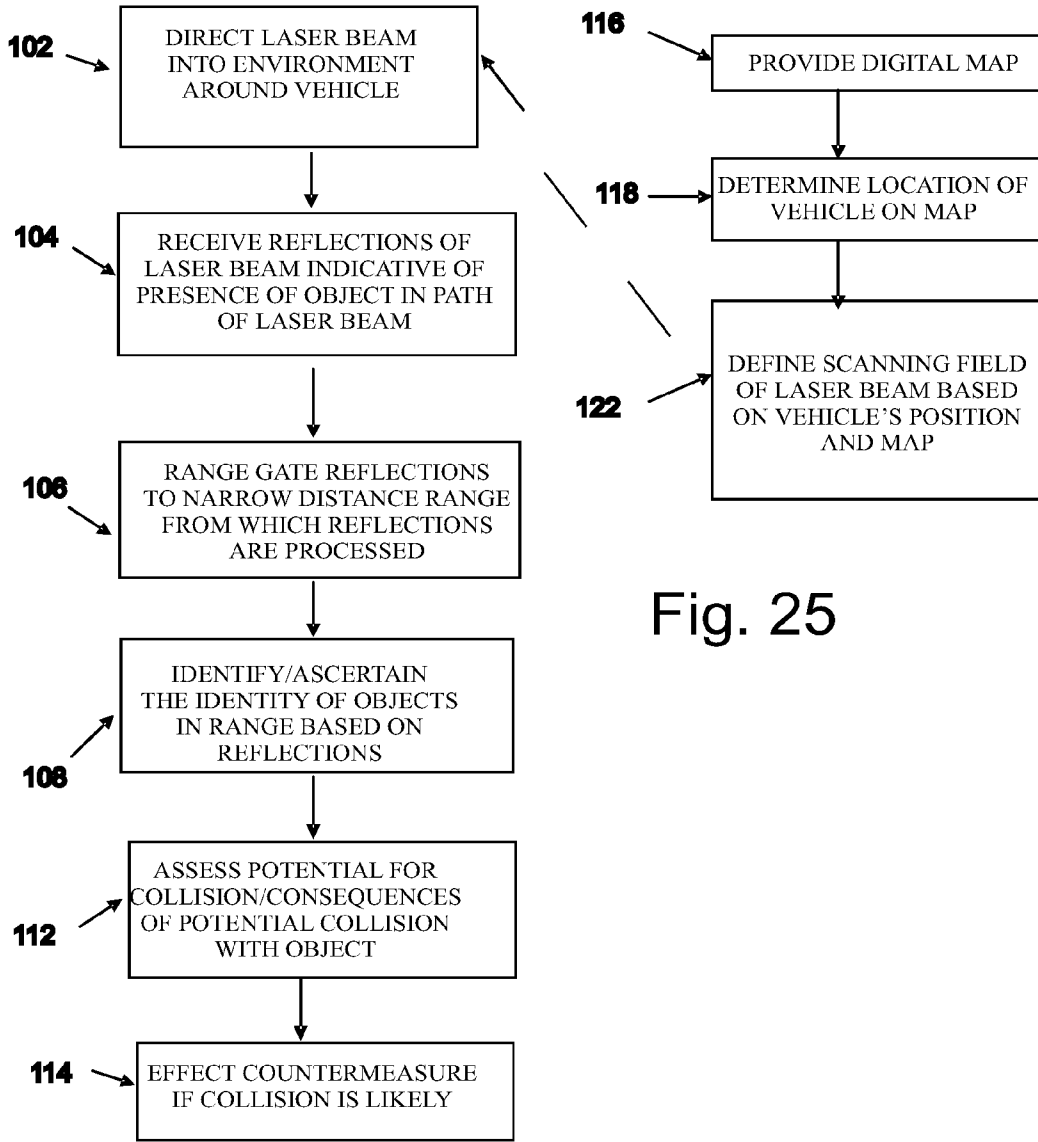 102
DIRECT LASER BEAM
INTO ENVIRONMENT
AROUND VEHICLE
104
RECEIVE REFLECTIONS OF
LASER BEAM INDICATIVE OF
PRESENCE OF OBJECT IN PATH
OF LASER BEAM
106
RANGE GATE REFLECTIONS
TO NARROW DISTANCE RANGE
FROM WHICH REFLECTIONS
ARE PROCESSED
108
IDENTIFY/ASCERTAIN
THE IDENTITY OF OBJECTS
IN RANGE BASED ON
REFLECTIONS
112
ASSESS POTENTIAL FOR
COLLISION/CONSEQUENCES
OF POTENTIAL COLLISION
WITH OBJECT
114
EFFECT COUNTERMEASURE
IF COLLISION IS LIKELY
116
PROVIDE DIGITAL MAP
118
DETERMINE LOCATION OF
VEHICLE ON MAP
122
DEFINE SCANNING FIELD
OF LASER BEAM BASED
ON VEHICLE'S POSITION
AND MAP
Fig. 25